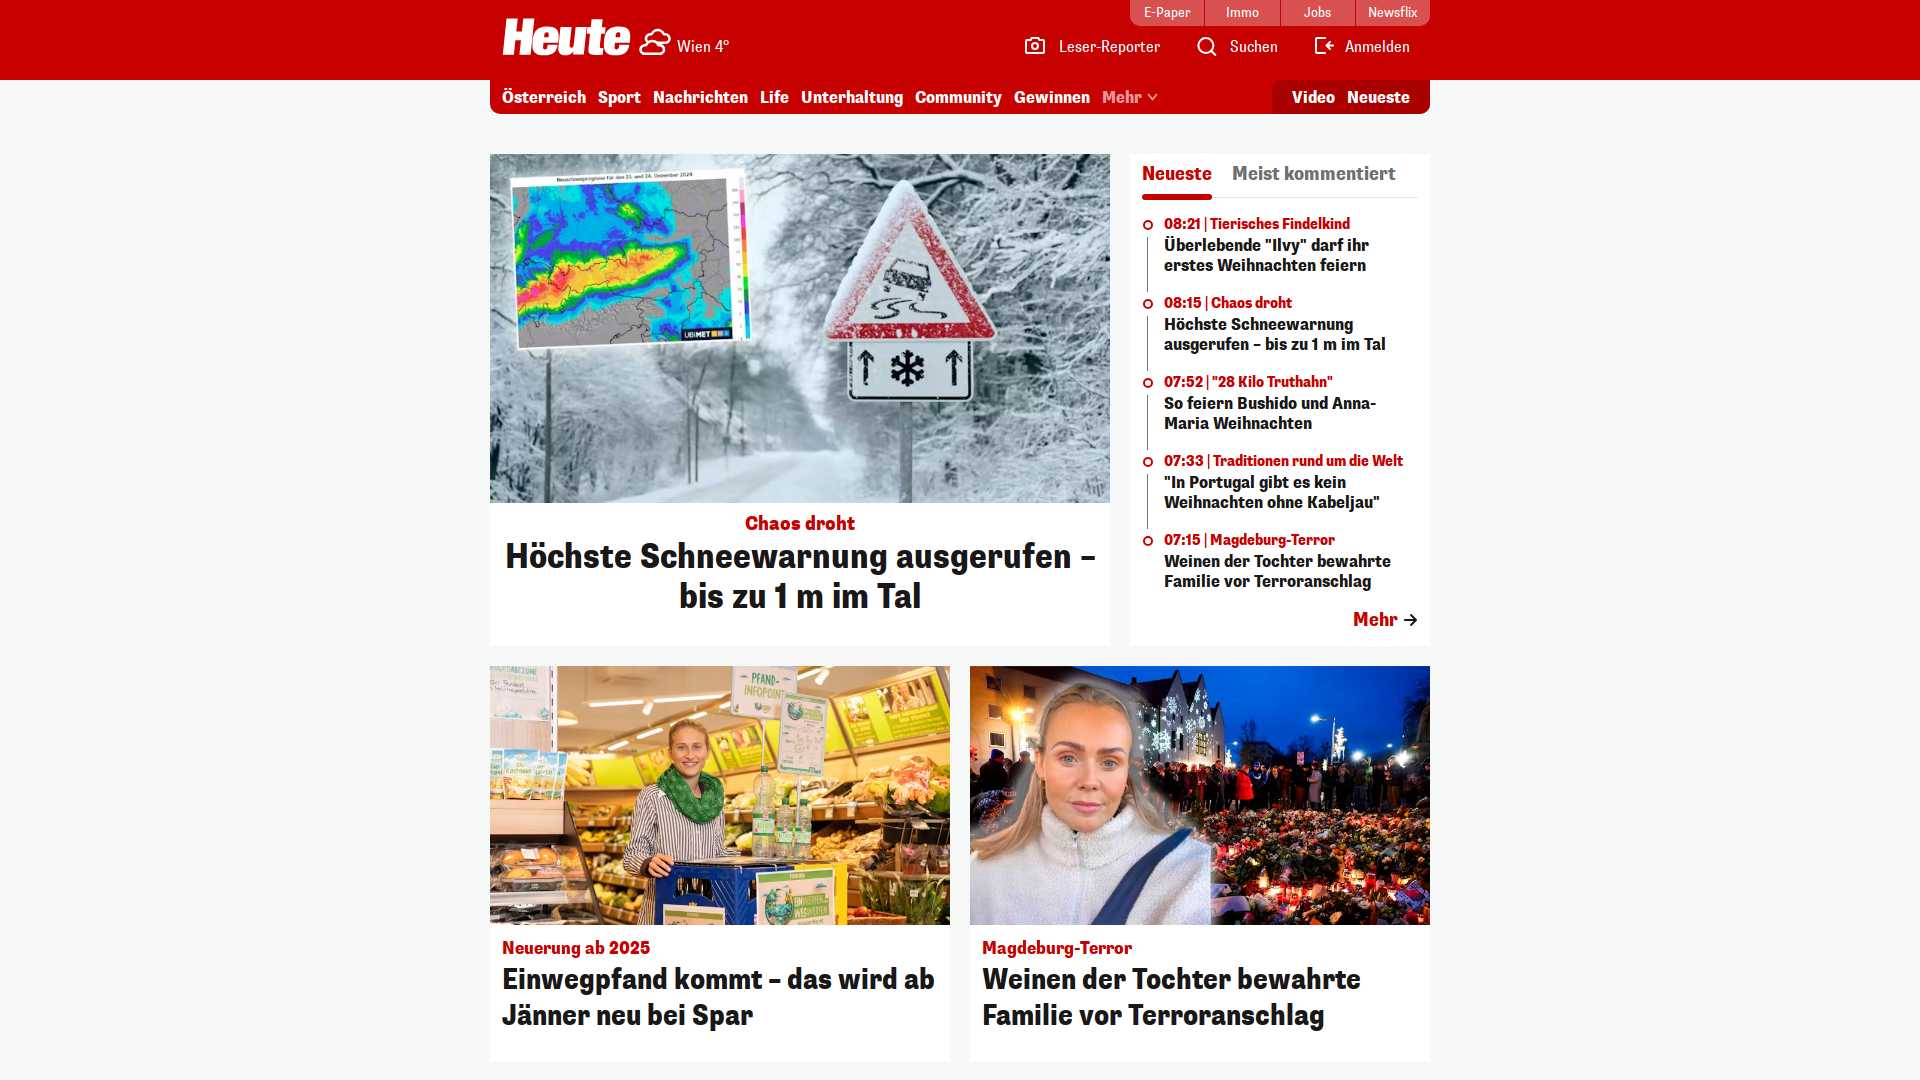 E-Paper
Immo
Jobs
Newsflix
Heute
Wien 4°
Leser-Reporter
Suchen
Anmelden
Österreich
Sport
Nachrichten
Life
Unterhaltung
Community
Gewinnen
Mehr
Video
Neueste
Neuschneeprognose für den 23. und 24. Dezember 2024
UBIMET
Chaos droht
Höchste Schneewarnung ausgerufen –
bis zu 1 m im Tal
Neueste
Meist kommentiert
08:21 | Tierisches Findelkind
Überlebende "Ilvy" darf ihr
erstes Weihnachten feiern
08:15 | Chaos droht
Höchste Schneewarnung
ausgerufen – bis zu 1 m im Tal
07:52 | "28 Kilo Truthahn"
So feiern Bushido und Anna-
Maria Weihnachten
07:33 | Traditionen rund um die Welt
"In Portugal gibt es kein
Weihnachten ohne Kabeljau"
07:15 | Magdeburg-Terror
Weinen der Tochter bewahrte
Familie vor Terroranschlag
Mehr
PFAND-
INFOPOINT
Neuerung ab 2025
Einwegpfand kommt – das wird ab
Jänner neu bei Spar
Magdeburg-Terror
Weinen der Tochter bewahrte
Familie vor Terroranschlag